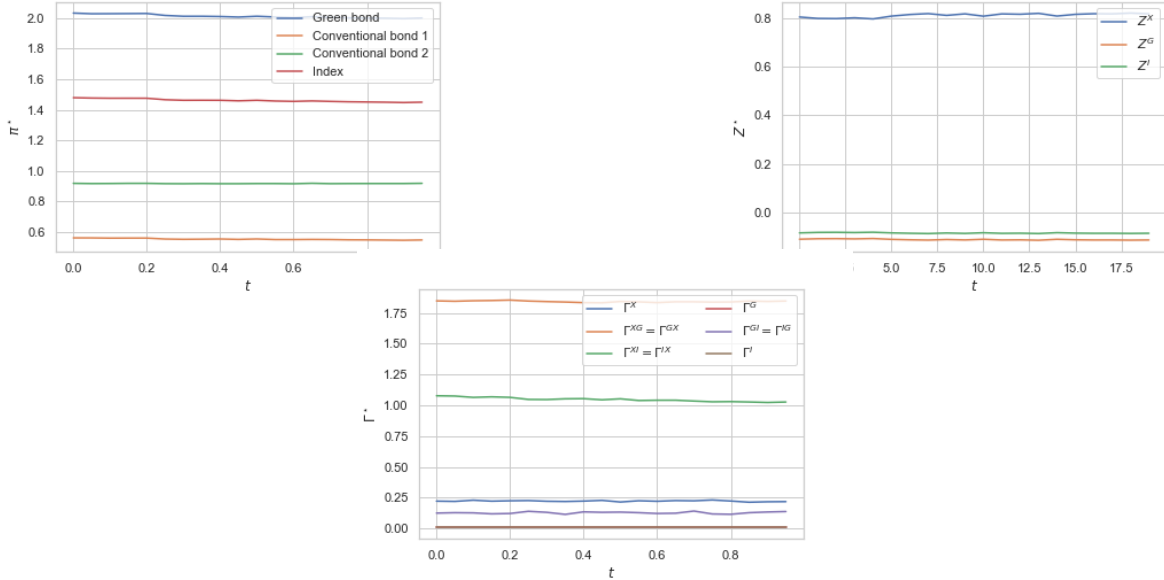 2.0
1.8
1.6
1.4
1.2
1.0
0.8
0.6
π*
0.0 0.2 0.4 0.6
t
Green bond
Conventional bond 1
Conventional bond 2
Index
0.8
0.6
0.4
0.2
0.0
Z*
5.0 7.5 10.0 12.5 15.0 17.5
t
Z^X
Z^G
Z^I
1.75
1.50
1.25
1.00
0.75
0.50
0.25
0.00
Γ*
0.0 0.2 0.4 0.6 0.8
t
Γ^X Γ^G
Γ^XG = Γ^GX Γ^GI = Γ^IG
Γ^XI = Γ^IX Γ^I